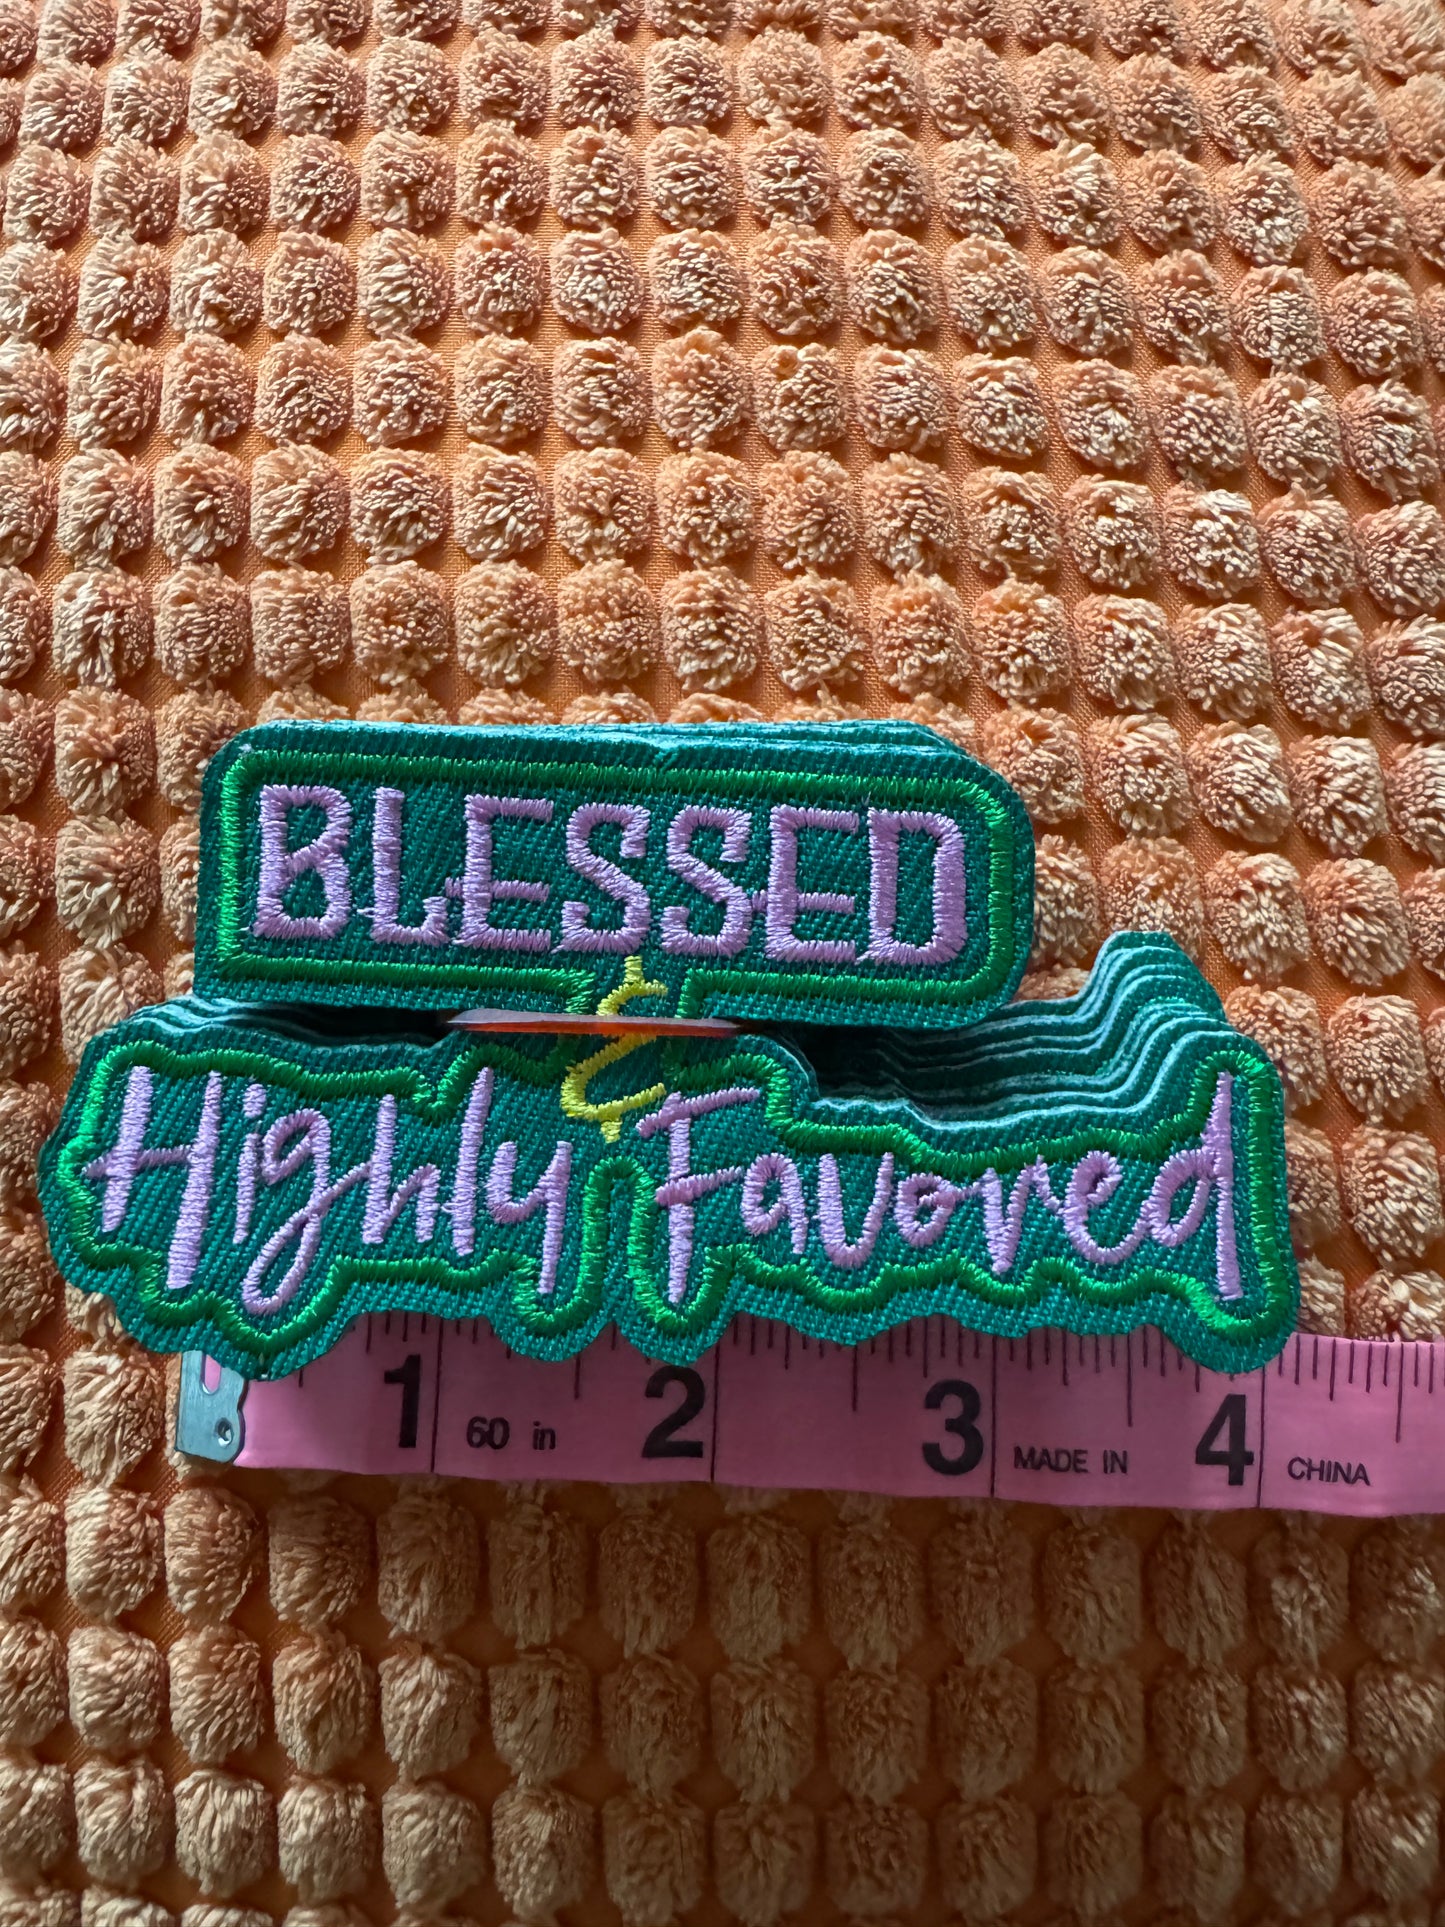 BLESSED
&
Highly Favored
1 60 in 2 3 MADE IN 4 CHINA